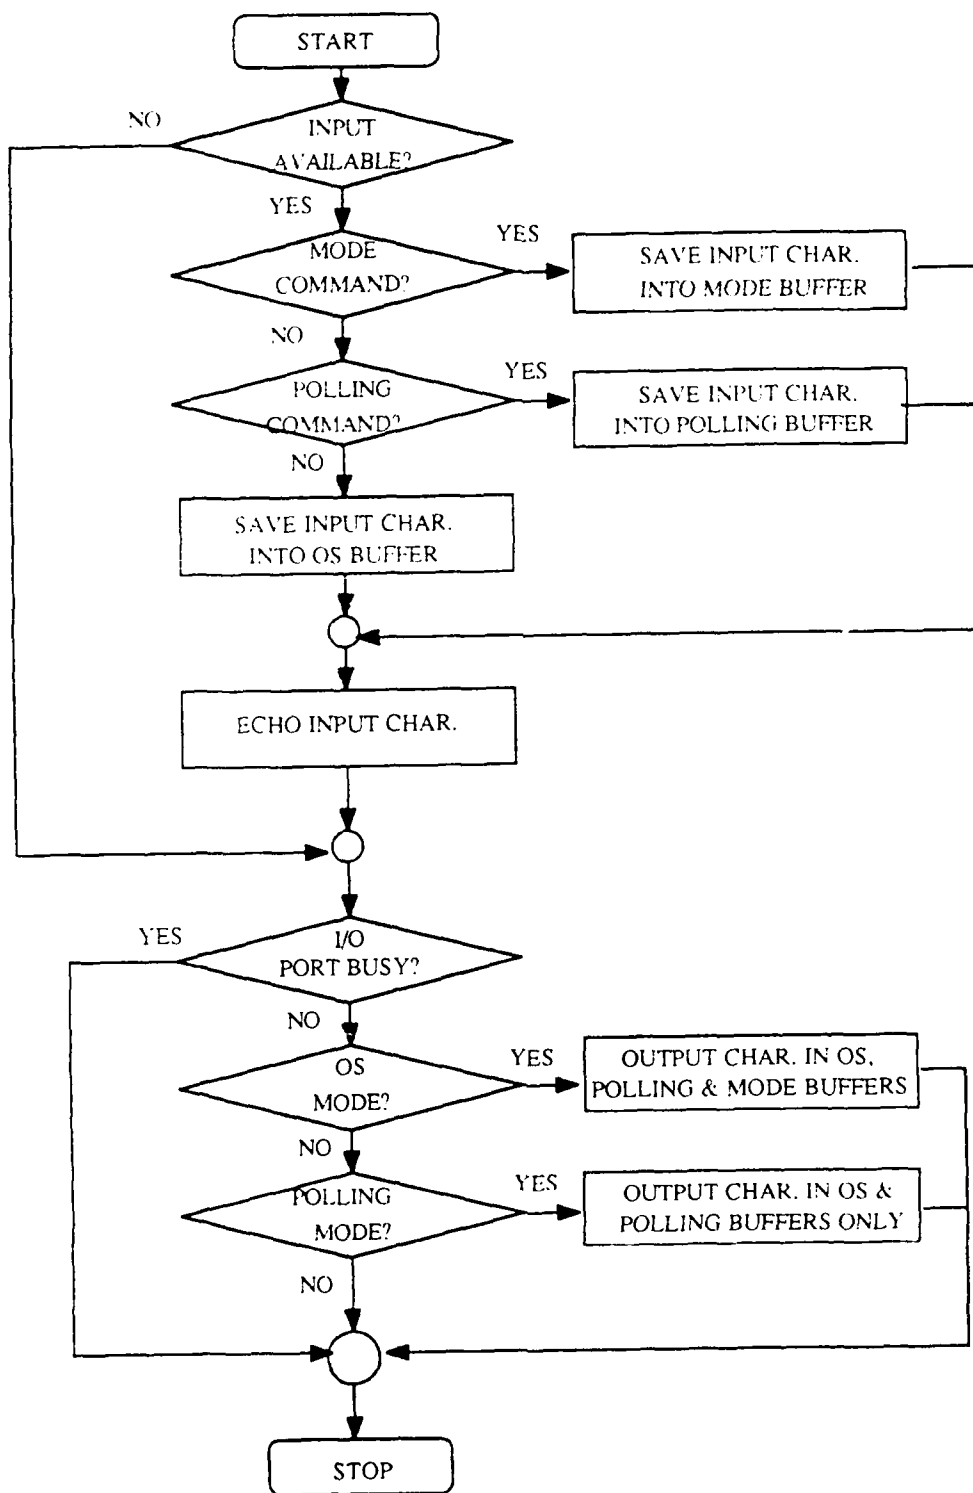 START
NO
INPUT
AVAILABLE?
YES
MODE
COMMAND?
YES
SAVE INPUT CHAR.
INTO MODE BUFFER
NO
POLLING
COMMAND?
YES
SAVE INPUT CHAR.
INTO POLLING BUFFER
NO
SAVE INPUT CHAR.
INTO OS BUFFER
ECHO INPUT CHAR.
YES
I/O
PORT BUSY?
NO
OS
MODE?
YES
OUTPUT CHAR. IN OS,
POLLING & MODE BUFFERS
NO
POLLING
MODE?
YES
OUTPUT CHAR. IN OS &
POLLING BUFFERS ONLY
NO
STOP